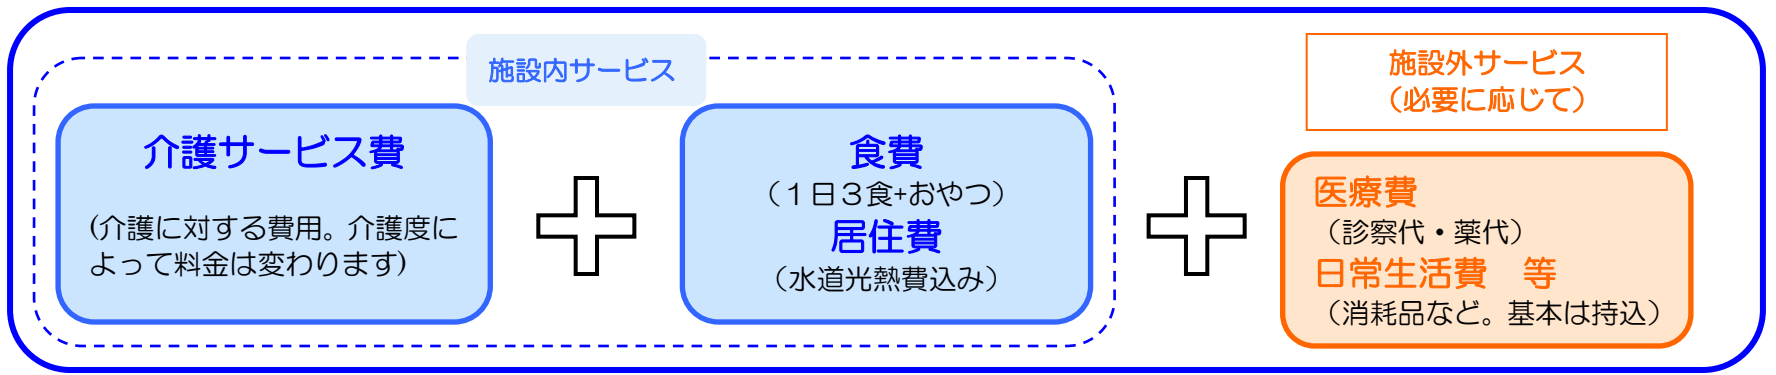 施設内サービス
介護サービス費
(介護に対する費用。介護度に
よって料金は変わります)
食費
（１日３食+おやつ）
居住費
（水道光熱費込み）
施設外サービス
（必要に応じて）
医療費
（診察代・薬代）
日常生活費　等
（消耗品など。基本は持込）